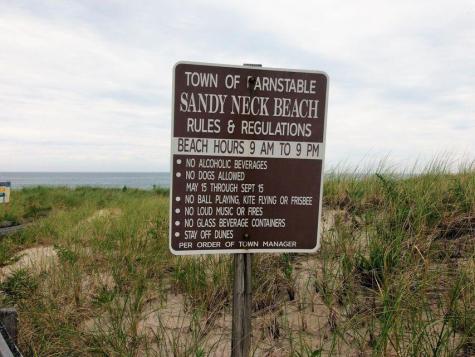 TOWN OF BARNSTABLE
SANDY NECK BEACH
RULES & REGULATIONS
BEACH HOURS 9 AM TO 9 PM
• NO ALCOHOLIC BEVERAGES
• NO DOGS ALLOWED
MAY 15 THROUGH SEPT 15
• NO BALL PLAYING, KITE FLYING OR FRISBEE
• NO LOUD MUSIC OR FIRES
• NO GLASS BEVERAGE CONTAINERS
• STAY OFF DUNES
PER ORDER OF TOWN MANAGER